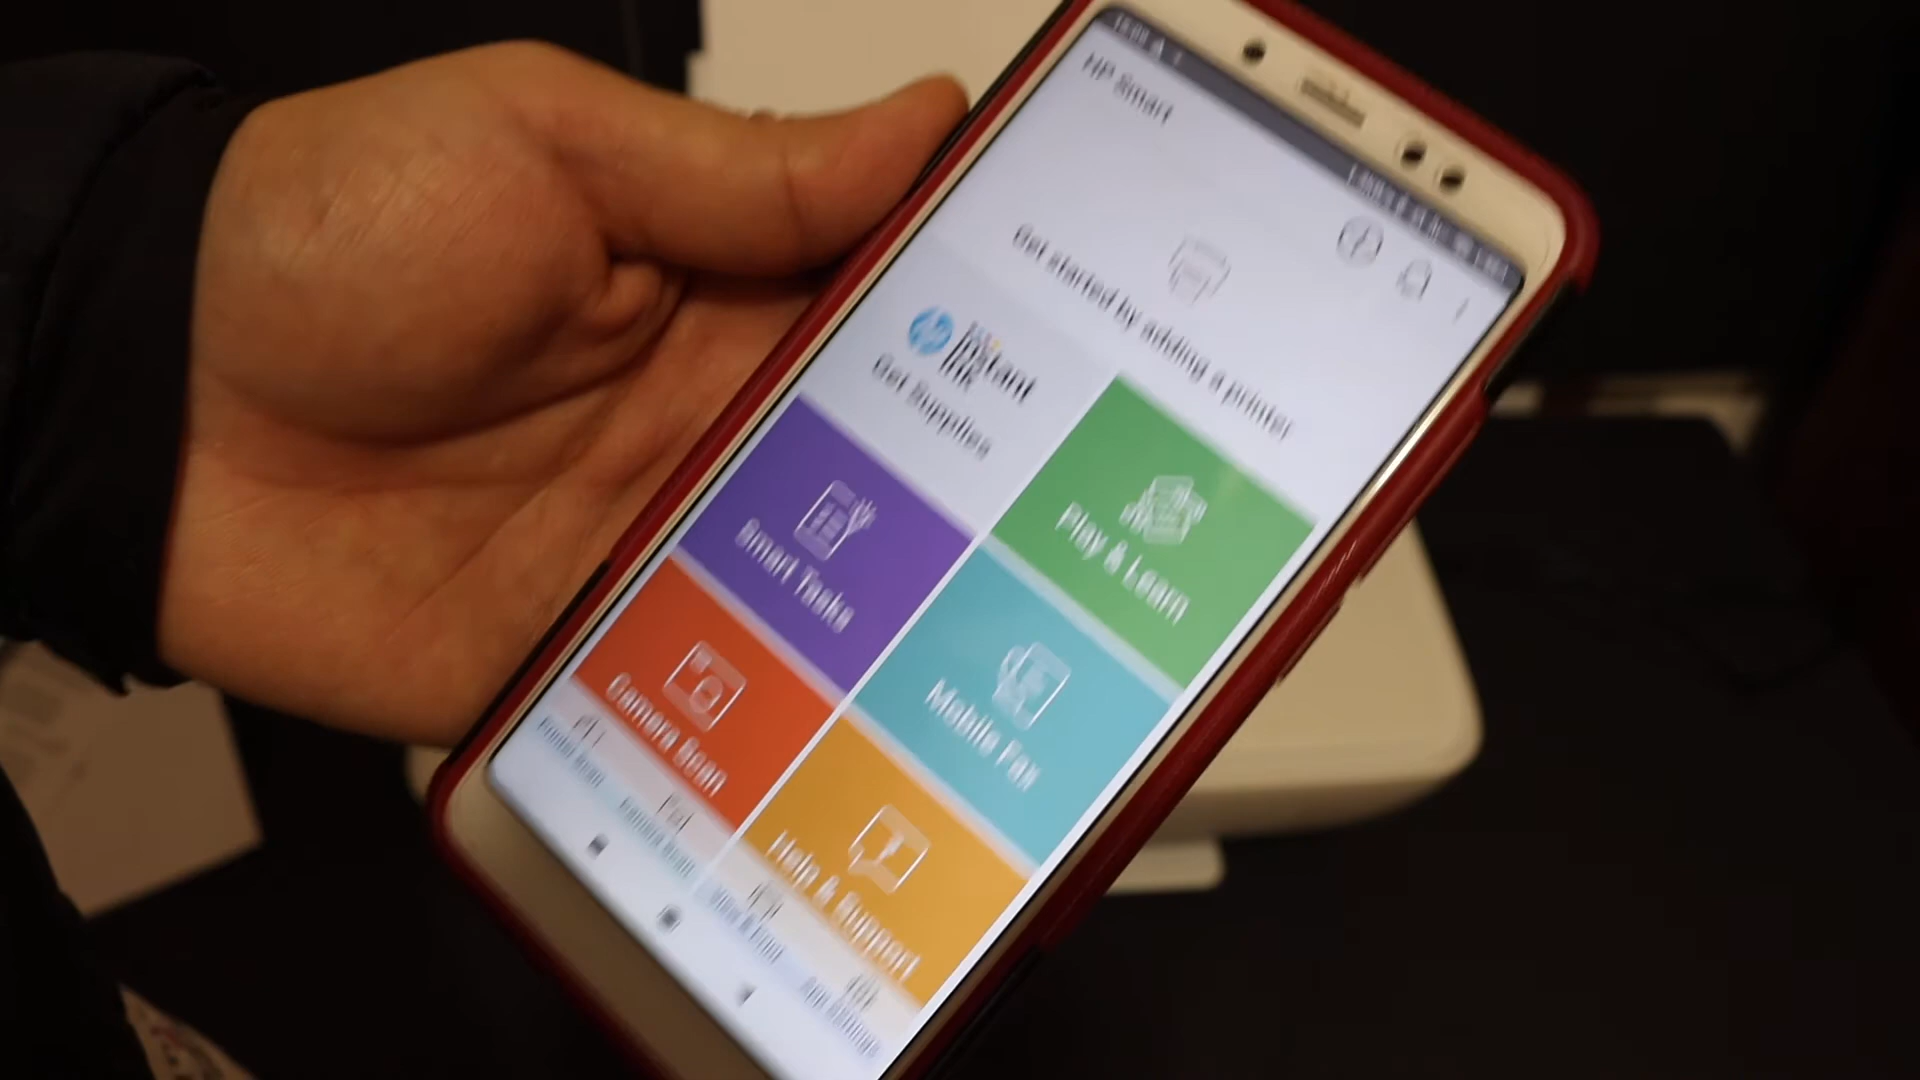 HP Smart
Get started by adding a printer
hp Instant
Ink
Get Supplies
Play & Learn
Smart Tasks
Mobile Fax
Camera Scan
Help & Support